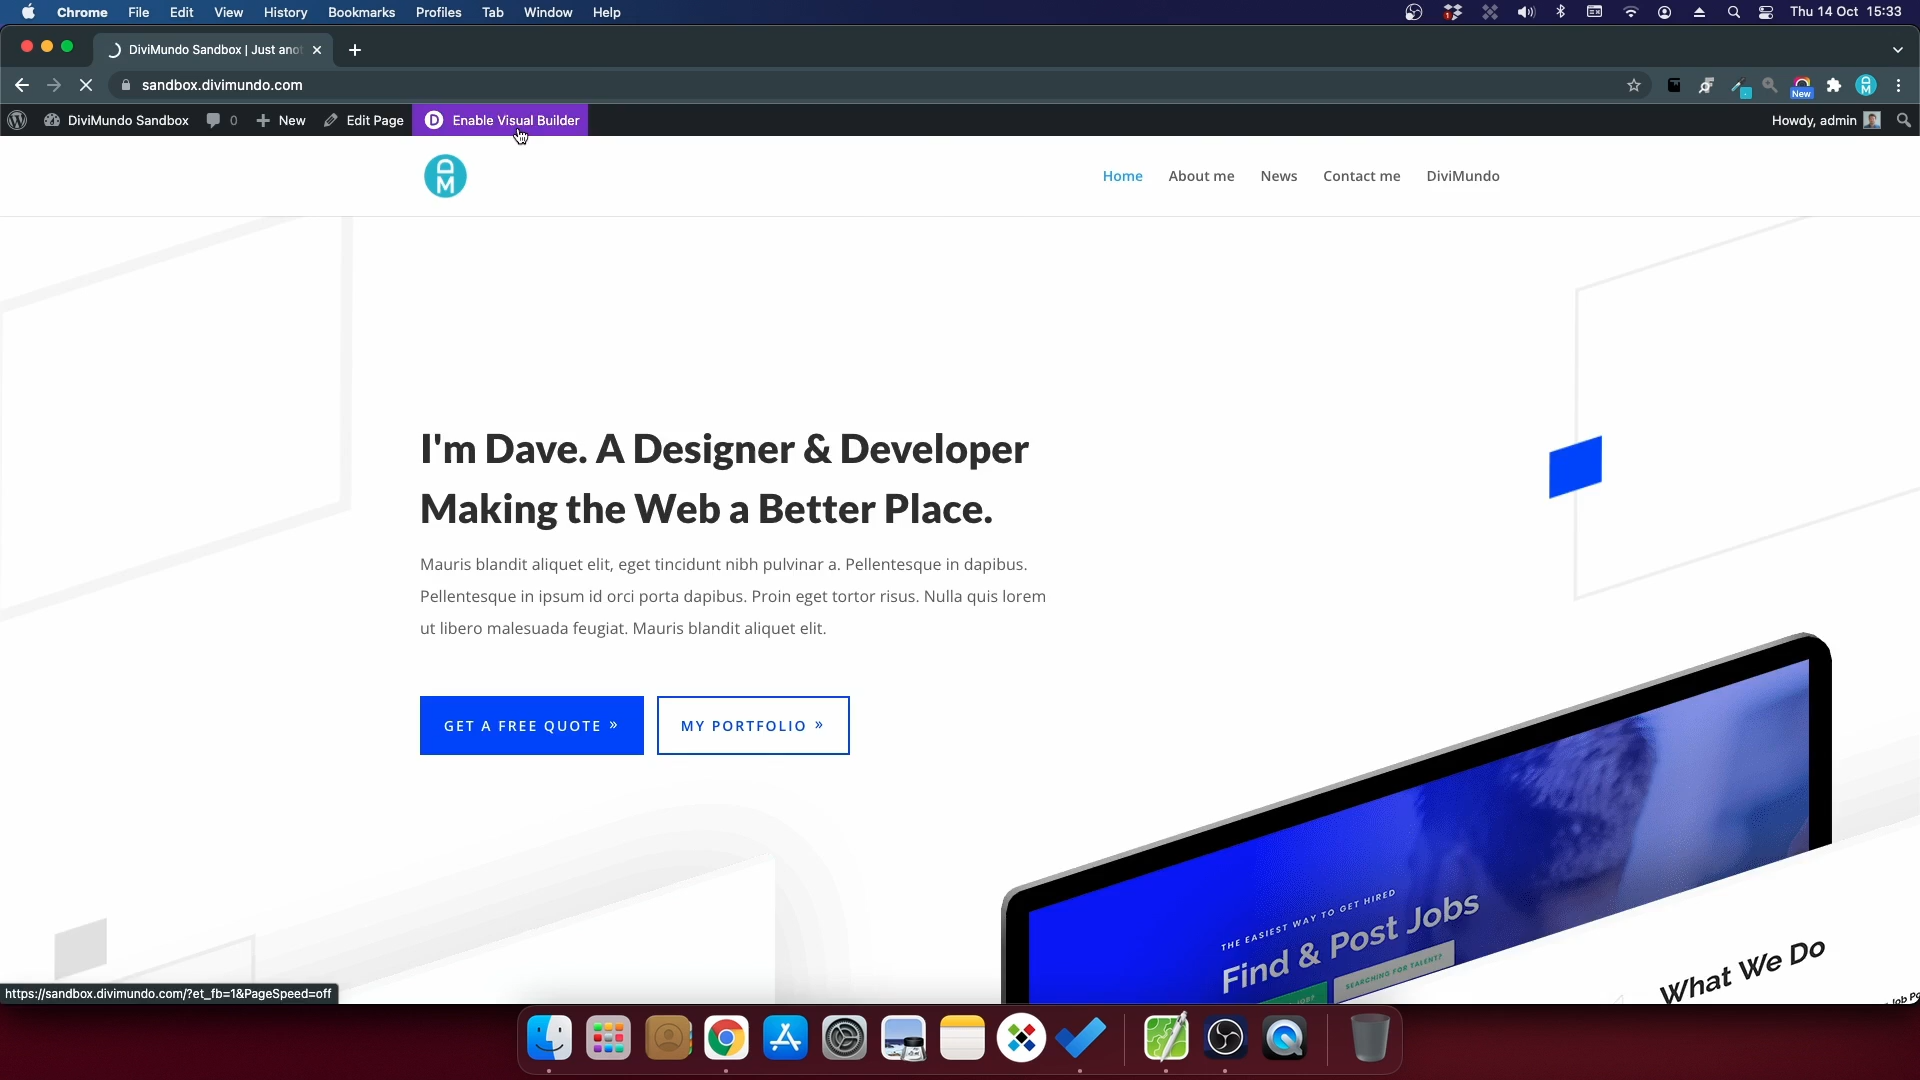 Chrome File Edit View History Bookmarks Profiles Tab Window Help
1
Thu 14 Oct 15:33
DiviMundo Sandbox | Just ano
sandbox.divimundo.com
New
DiviMundo Sandbox 0 New Edit Page Enable Visual Builder
Howdy, admin
DM
Home About me News Contact me DiviMundo
I'm Dave. A Designer & Developer
Making the Web a Better Place.
Mauris blandit aliquet elit, eget tincidunt nibh pulvinar a. Pellentesque in dapibus.
Pellentesque in ipsum id orci porta dapibus. Proin eget tortor risus. Nulla quis lorem
ut libero malesuada feugiat. Mauris blandit aliquet elit.
GET A FREE QUOTE »
MY PORTFOLIO »
THE EASIEST WAY TO GET HIRED
Find & Post Jobs
SEARCHING FOR TALENT?
What We Do
https://sandbox.divimundo.com/?et_fb=1&PageSpeed=off